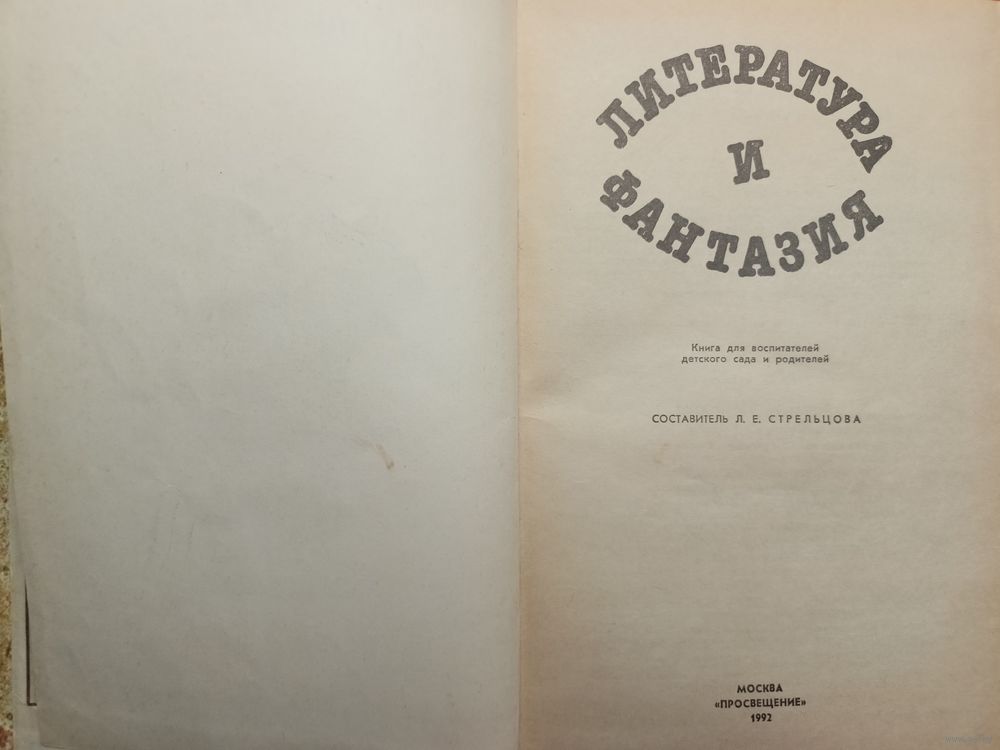 ЛИТЕРАТУРА
И
ФАНТАЗИЯ
Книга для воспитателей
детского сада и родителей
СОСТАВИТЕЛЬ Л. Е. СТРЕЛЬЦОВА
МОСКВА
«ПРОСВЕЩЕНИЕ»
1992